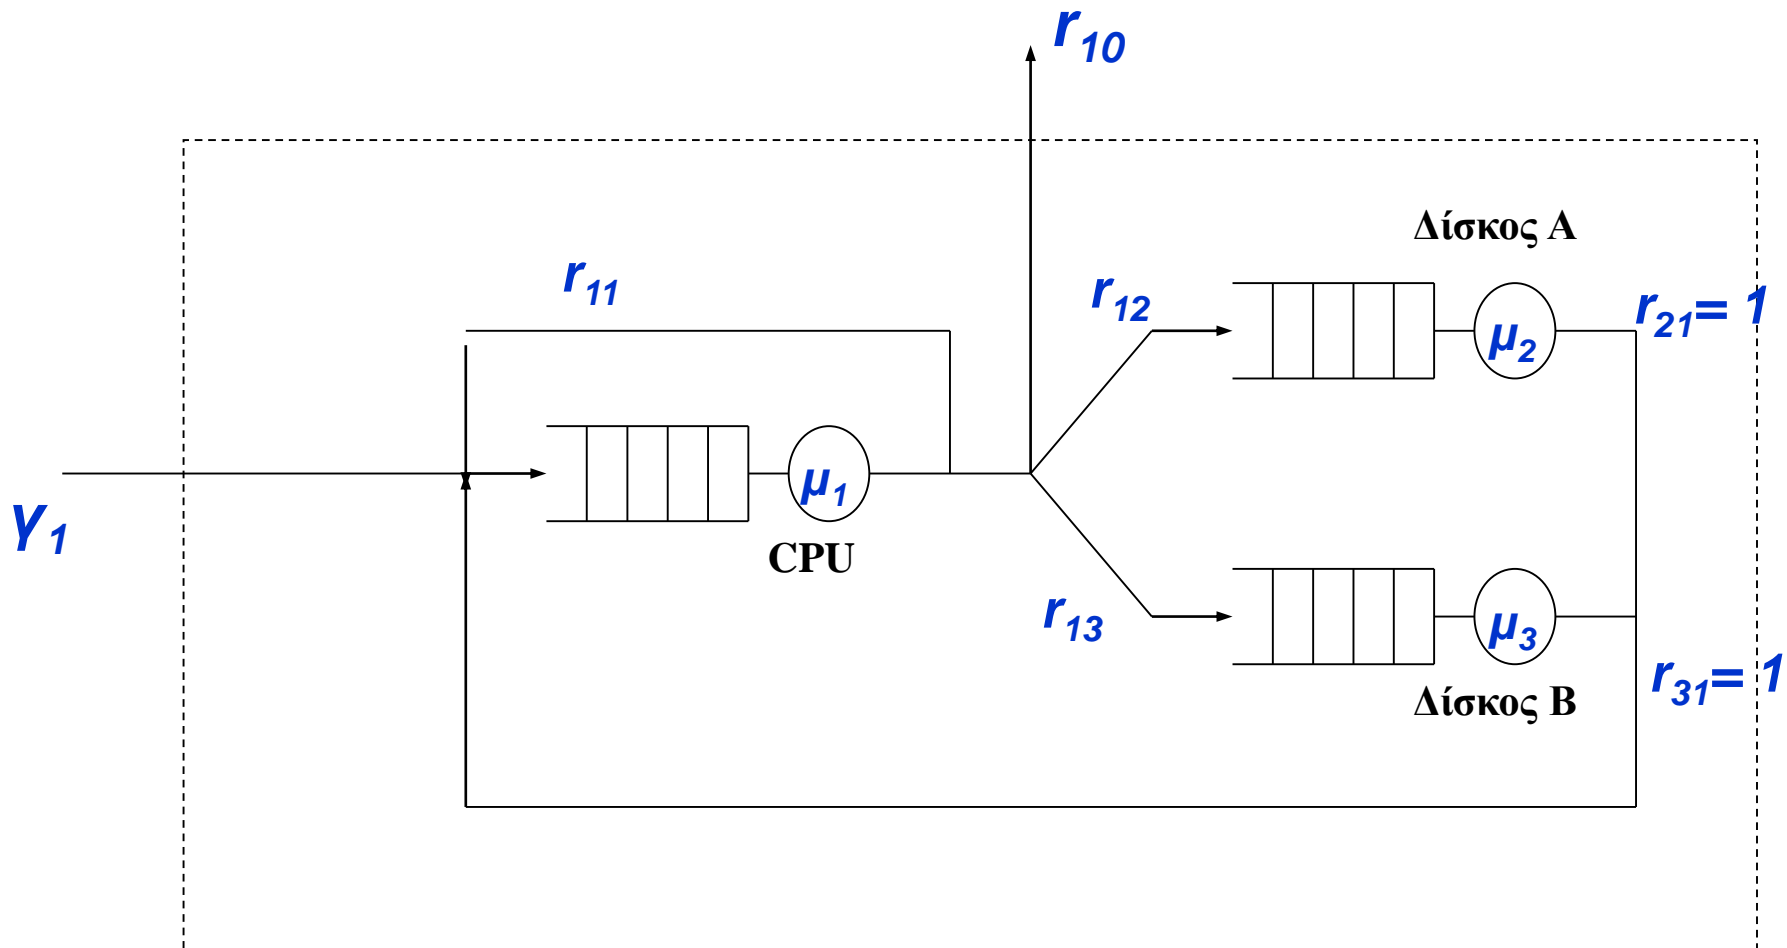 r10
Δίσκος Α
r11
r12
r21= 1
μ2
μ1
γ1
CPU
r13
μ3
r31= 1
Δίσκος Β